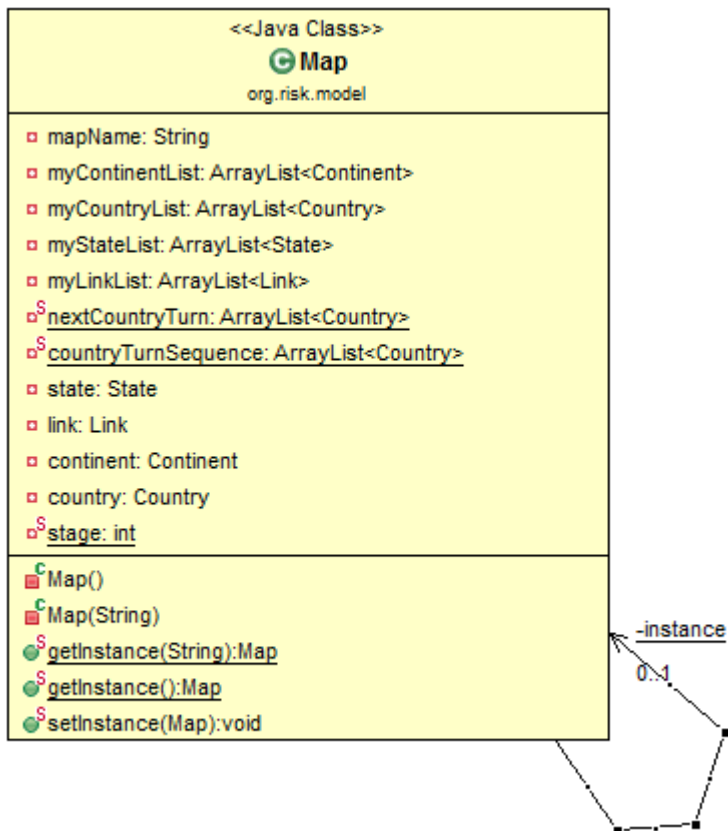 <<Java Class>>
C Map
org.risk.model
mapName: String
myContinentList: ArrayList<Continent>
myCountryList: ArrayList<Country>
myStateList: ArrayList<State>
myLinkList: ArrayList<Link>
S nextCountryTurn: ArrayList<Country>
S countryTurnSequence: ArrayList<Country>
state: State
link: Link
continent: Continent
country: Country
S stage: int
C Map()
C Map(String)
S getInstance(String):Map
S getInstance():Map
S setInstance(Map):void
-instance
0..1